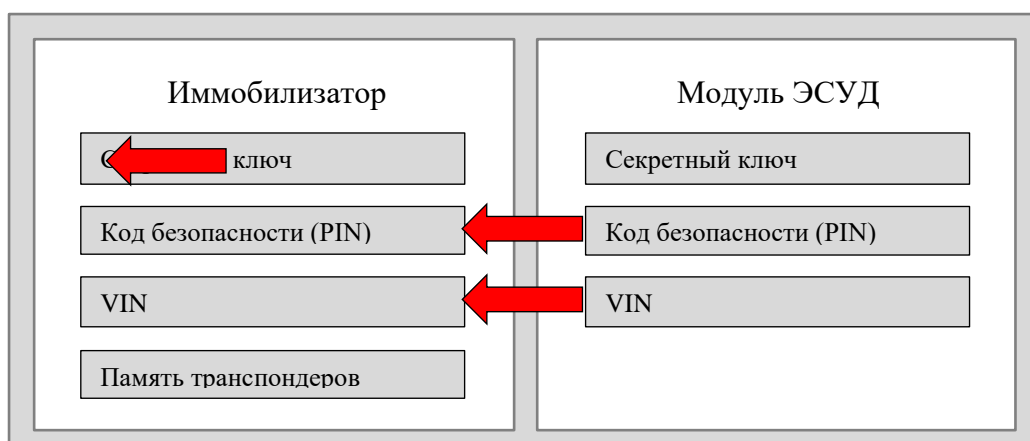 Иммобилизатор
ключ
Код безопасности (PIN)
VIN
Память транспондеров
Модуль ЭСУД
Секретный ключ
Код безопасности (PIN)
VIN